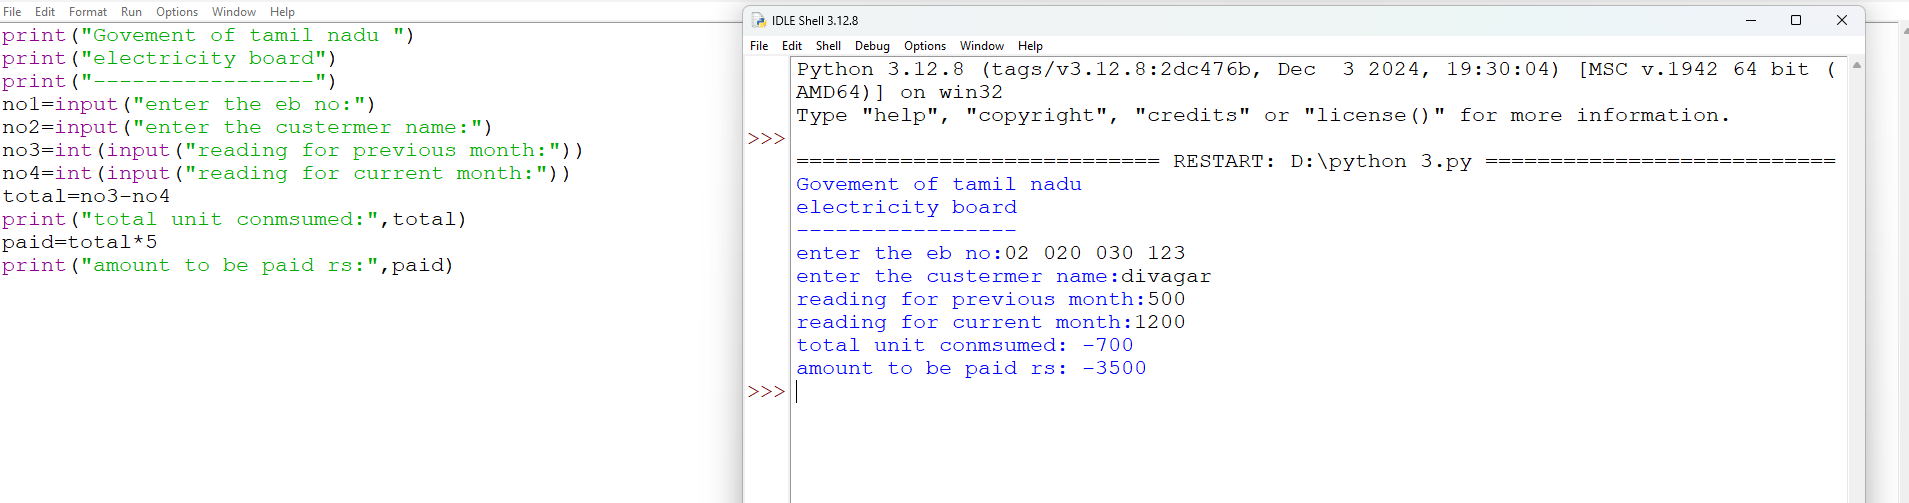 File Edit Format Run Options Window Help
print("Govement of tamil nadu ")
print("electricity board")
print("-----------------")
no1=input("enter the eb no:")
no2=input("enter the custermer name:")
no3=int(input("reading for previous month:"))
no4=int(input("reading for current month:"))
total=no3-no4
print("total unit conmsumed:",total)
paid=total*5
print("amount to be paid rs:",paid)
IDLE Shell 3.12.8
File Edit Shell Debug Options Window Help
Python 3.12.8 (tags/v3.12.8:2dc476b, Dec  3 2024, 19:30:04) [MSC v.1942 64 bit (
AMD64)] on win32
Type "help", "copyright", "credits" or "license()" for more information.
>>>
============================ RESTART: D:\python 3.py ===========================
Govement of tamil nadu
electricity board
-----------------
enter the eb no:02 020 030 123
enter the custermer name:divagar
reading for previous month:500
reading for current month:1200
total unit conmsumed: -700
amount to be paid rs: -3500
>>>